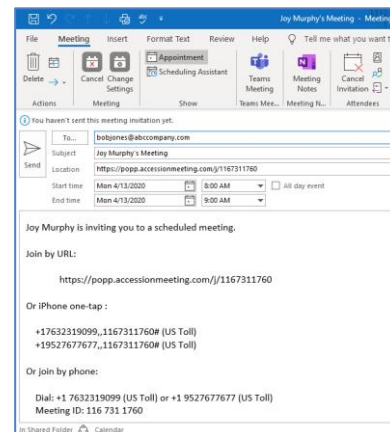 Joy Murphy's Meeting - Meeting
File Meeting Insert Format Text Review Help Tell me what you want t
Delete
Cancel Change
Meeting Settings
Appointment
Scheduling Assistant
Teams
Meeting
Meeting
Notes
Cancel
Invitation
Actions Meeting Show Teams Mee... Meeting N... Attendees
You haven't sent this meeting invitation yet.
Send
To... bobjones@abccompany.com
Subject Joy Murphy's Meeting
Location https://popp.accessionmeeting.com/j/1167311760
Start time Mon 4/13/2020 8:00 AM All day event
End time Mon 4/13/2020 9:00 AM
Joy Murphy is inviting you to a scheduled meeting.
Join by URL:
https://popp.accessionmeeting.com/j/1167311760
Or iPhone one-tap :
+17632319099,,1167311760# (US Toll)
+19527677677,,1167311760# (US Toll)
Or join by phone:
Dial: +1 7632319099 (US Toll) or +1 9527677677 (US Toll)
Meeting ID: 116 731 1760
In Shared Folder Calendar